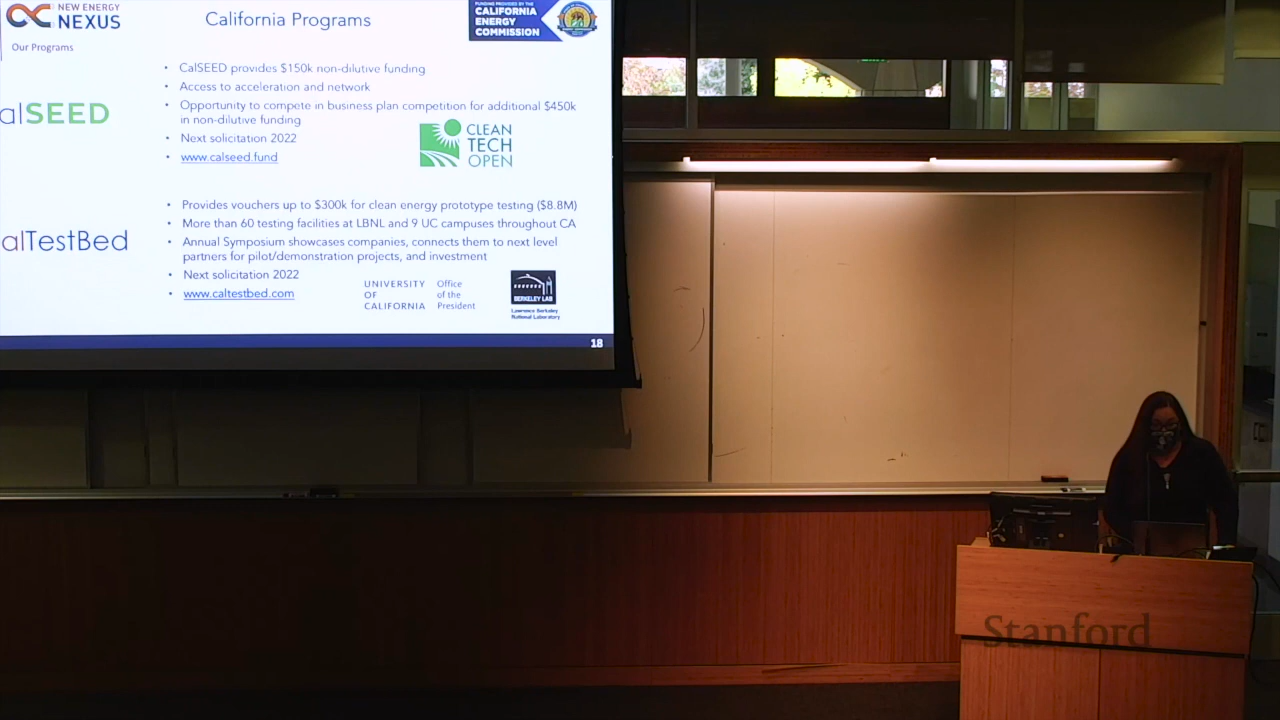 NEW ENERGY
NEXUS
California Programs
FUNDING PROVIDED BY THE
CALIFORNIA
ENERGY
COMMISSION
Our Programs
alSEED
• CalSEED provides $150k non-dilutive funding
• Access to acceleration and network
• Opportunity to compete in business plan competition for additional $450k
in non-dilutive funding
• Next solicitation 2022
• www.calseed.fund
CLEAN
TECH
OPEN
alTestBed
• Provides vouchers up to $300k for clean energy prototype testing ($8.8M)
• More than 60 testing facilities at LBNL and 9 UC campuses throughout CA
• Annual Symposium showcases companies, connects them to next level
partners for pilot/demonstration projects, and investment
• Next solicitation 2022
• www.caltestbed.com
UNIVERSITY
OF
CALIFORNIA
Office
of the
President
BERKELEY LAB
Lawrence Berkeley
National Laboratory
18
Stanford